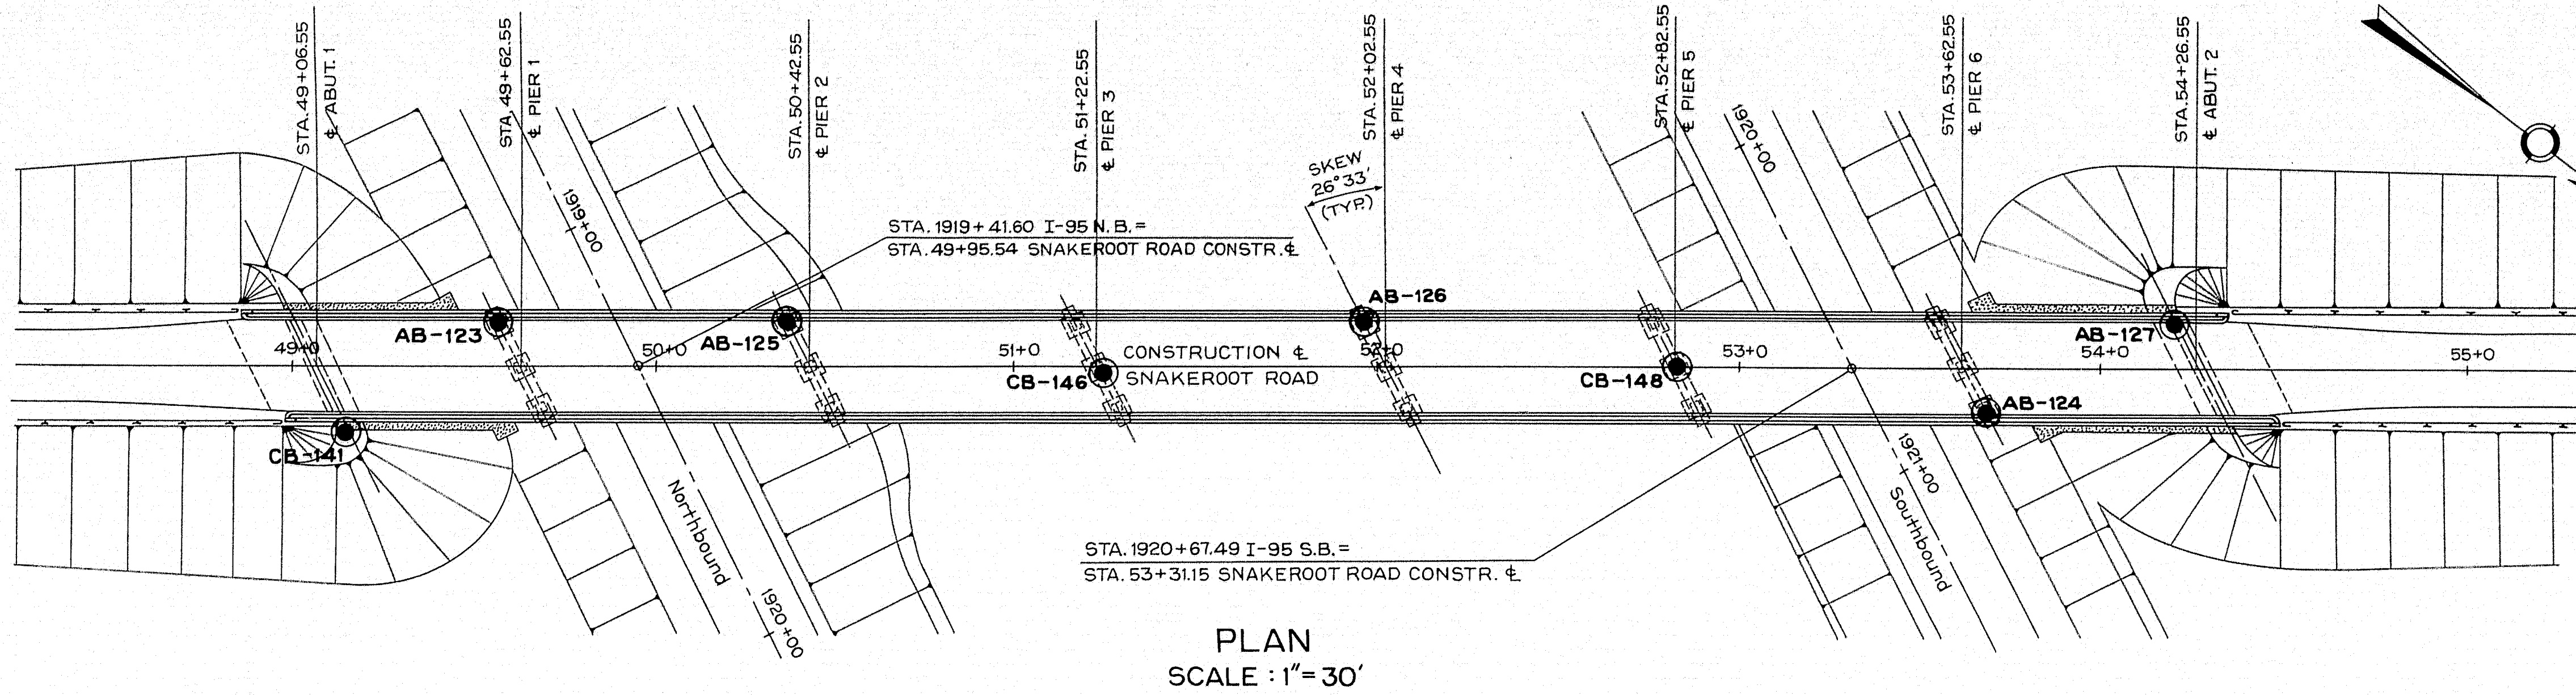 STA. 49+06.55
℄ ABUT. 1
STA. 49+62.55
℄ PIER 1
STA. 50+42.55
℄ PIER 2
STA. 51+22.55
℄ PIER 3
STA. 52+02.55
℄ PIER 4
STA. 52+82.55
℄ PIER 5
STA. 53+62.55
℄ PIER 6
STA. 54+26.55
℄ ABUT. 2
1919+00
1920+00
SKEW
26°33'
(TYP.)
STA. 1919+41.60 I-95 N.B.=
STA. 49+95.54 SNAKEROOT ROAD CONSTR. ℄
AB-123
AB-125
AB-126
AB-127
49+0
50+0
51+0
52+0
53+0
54+0
55+0
CONSTRUCTION ℄
SNAKEROOT ROAD
CB-146
CB-148
AB-124
CB-141
Northbound
1920+00
1921+00
Southbound
STA. 1920+67.49 I-95 S.B.=
STA. 53+31.15 SNAKEROOT ROAD CONSTR. ℄
PLAN
SCALE : 1"=30'